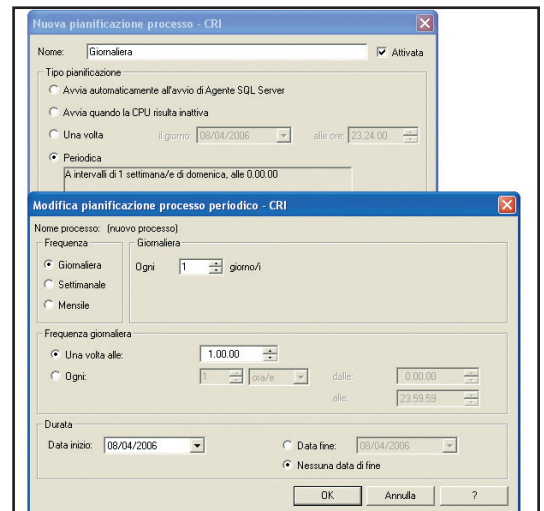 Nuova pianificazione processo - CRI
Nome: Giornaliera Attivata
Tipo pianificazione
Avvia automaticamente all'avvio di Agente SQL Server
Avvia quando la CPU risulta inattiva
Una volta il giorno: 08/04/2006 alle ore: 23.24.00
Periodica
A intervalli di 1 settimana/e di domenica, alle 0.00.00
Modifica pianificazione processo periodico - CRI
Nome processo: (nuovo processo)
Frequenza Giornaliera
Giornaliera Ogni 1 giorno/i
Settimanale
Mensile
Frequenza giornaliera
Una volta alle: 1.00.00
Ogni: 1 ora/e dalle: 0.00.00
alle: 23.59.59
Durata
Data inizio: 08/04/2006 Data fine: 08/04/2006
Nessuna data di fine
OK Annulla ?